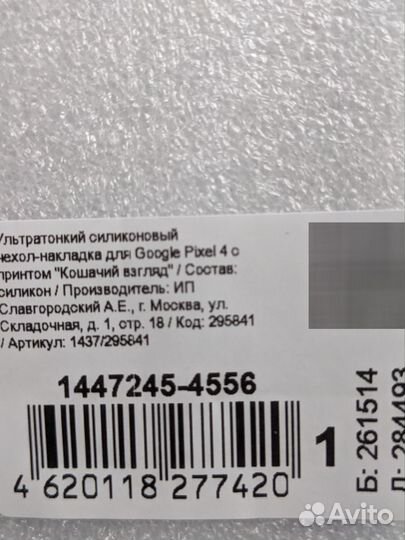 Ультратонкий силиконовый
чехол-накладка для Google Pixel 4 с
принтом "Кошачий взгляд" / Состав:
силикон / Производитель: ИП
Славгородский А.Е., г. Москва, ул.
Складочная, д. 1, стр. 18 / Код: 295841
/ Артикул: 1437/295841
1447245-4556
4 620118 277420
1
Б: 261514
Л: 284493
Avito